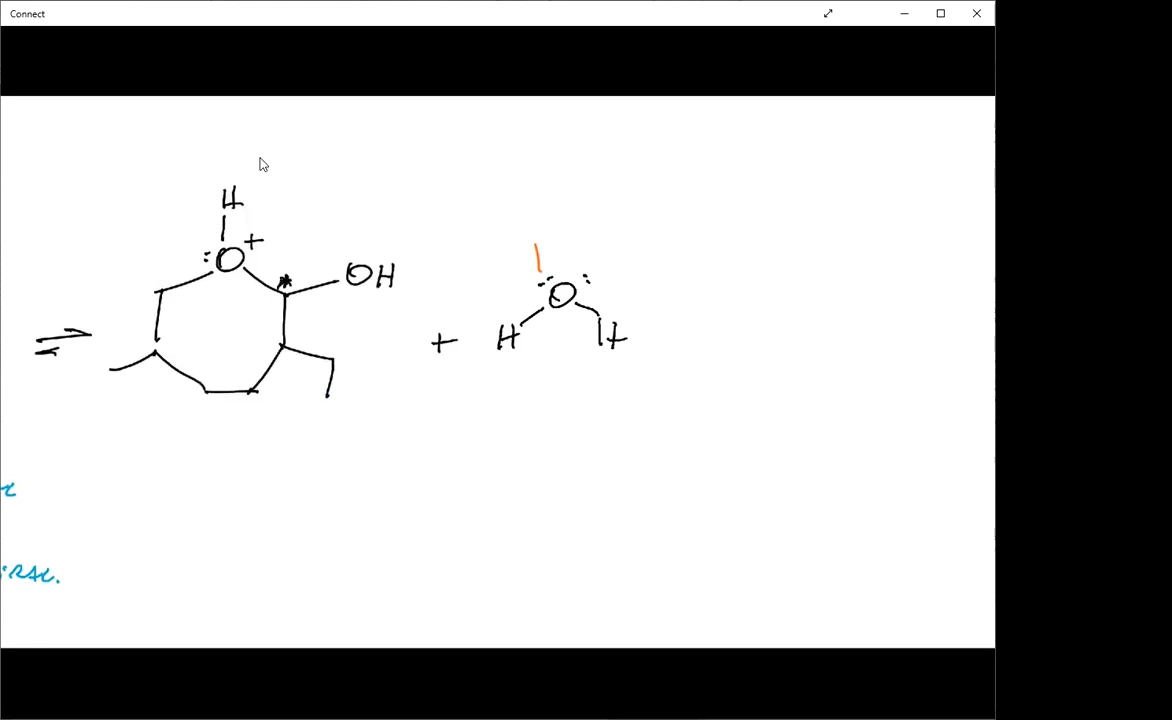 Connect
H
:O+
* OH
+ :O:
H H